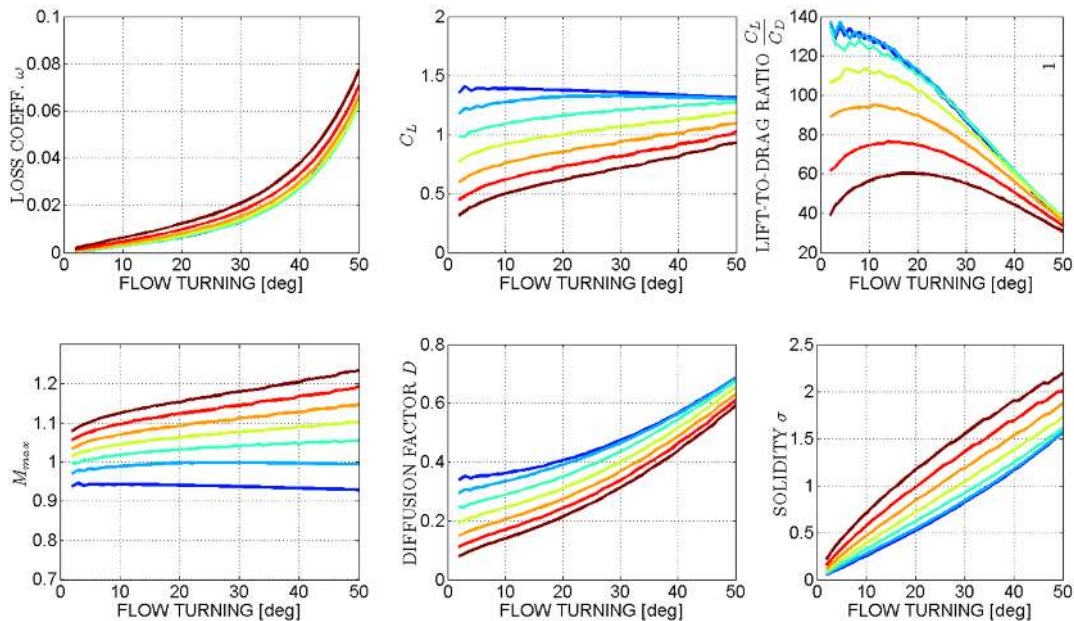 LOSS COEFF. ω
0.1
0.08
0.06
0.04
0.02
0
0 10 20 30 40 50
FLOW TURNING [deg]
C_L
2
1.5
1
0.5
0
0 10 20 30 40 50
FLOW TURNING [deg]
LIFT-TO-DRAG RATIO C_L/C_D
140
120
100
80
60
40
20
0 10 20 30 40 50
FLOW TURNING [deg]
1
M_max
1.2
1.1
1
0.9
0.8
0.7
0 10 20 30 40 50
FLOW TURNING [deg]
DIFFUSION FACTOR D
0.8
0.6
0.4
0.2
0
0 10 20 30 40 50
FLOW TURNING [deg]
SOLIDITY σ
2.5
2
1.5
1
0.5
0
0 10 20 30 40 50
FLOW TURNING [deg]